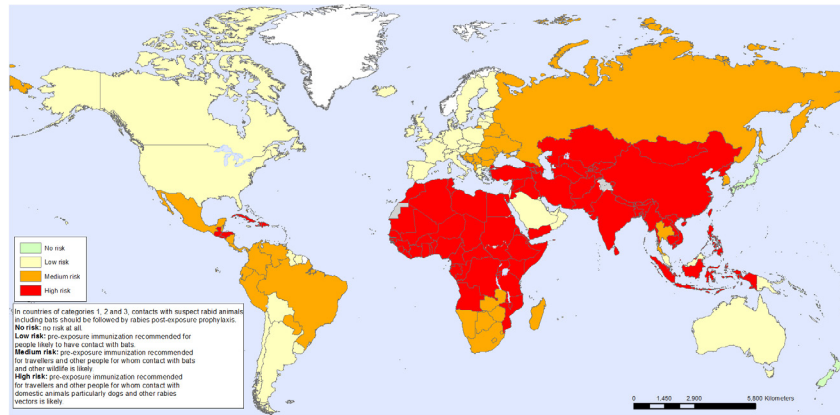 No risk
Low risk
Medium risk
High risk
In countries of categories 1, 2 and 3, contacts with suspect rabid animals
including bats should be followed by rabies post-exposure prophylaxis.
No risk: no risk at all.
Low risk: pre-exposure immunization recommended for
people likely to have contact with bats.
Medium risk: pre-exposure immunization recommended
for travellers and other people for whom contact with bats
and other wildlife is likely.
High risk: pre-exposure immunization recommended
for travellers and other people for whom contact with
domestic animals particularly dogs and other rabies
vectors is likely.
0 1,450 2,900 5,800 Kilometers